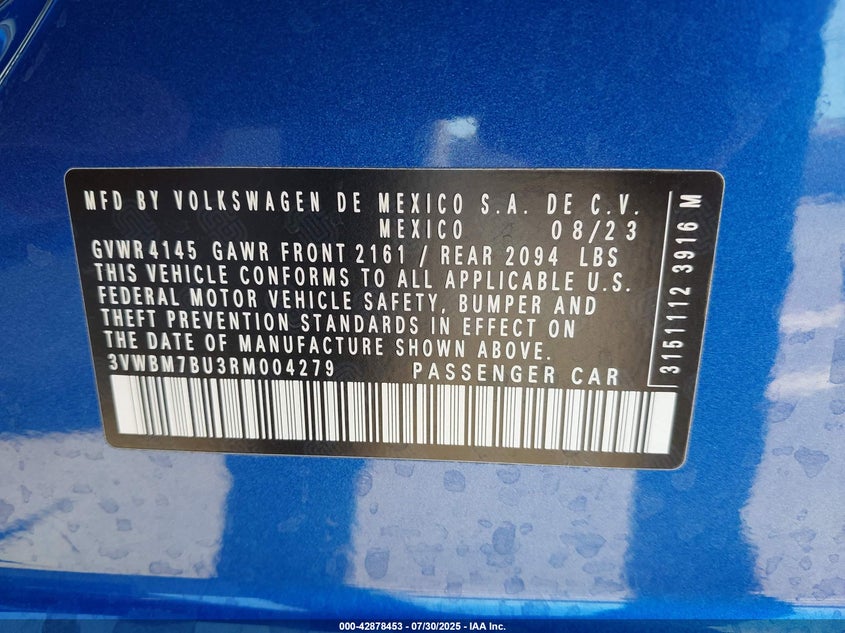 MFD BY VOLKSWAGEN DE MEXICO S.A. DE C.V.
MEXICO 08/23
GVWR 4145 GAWR FRONT 2161 / REAR 2094 LBS
THIS VEHICLE CONFORMS TO ALL APPLICABLE U.S.
FEDERAL MOTOR VEHICLE SAFETY, BUMPER AND
THEFT PREVENTION STANDARDS IN EFFECT ON
THE DATE OF MANUFACTURE SHOWN ABOVE.
3VWBM7BU3RM004279 PASSENGER CAR
3151112 3916 M
000-42878453 - 07/30/2025 - IAA Inc.